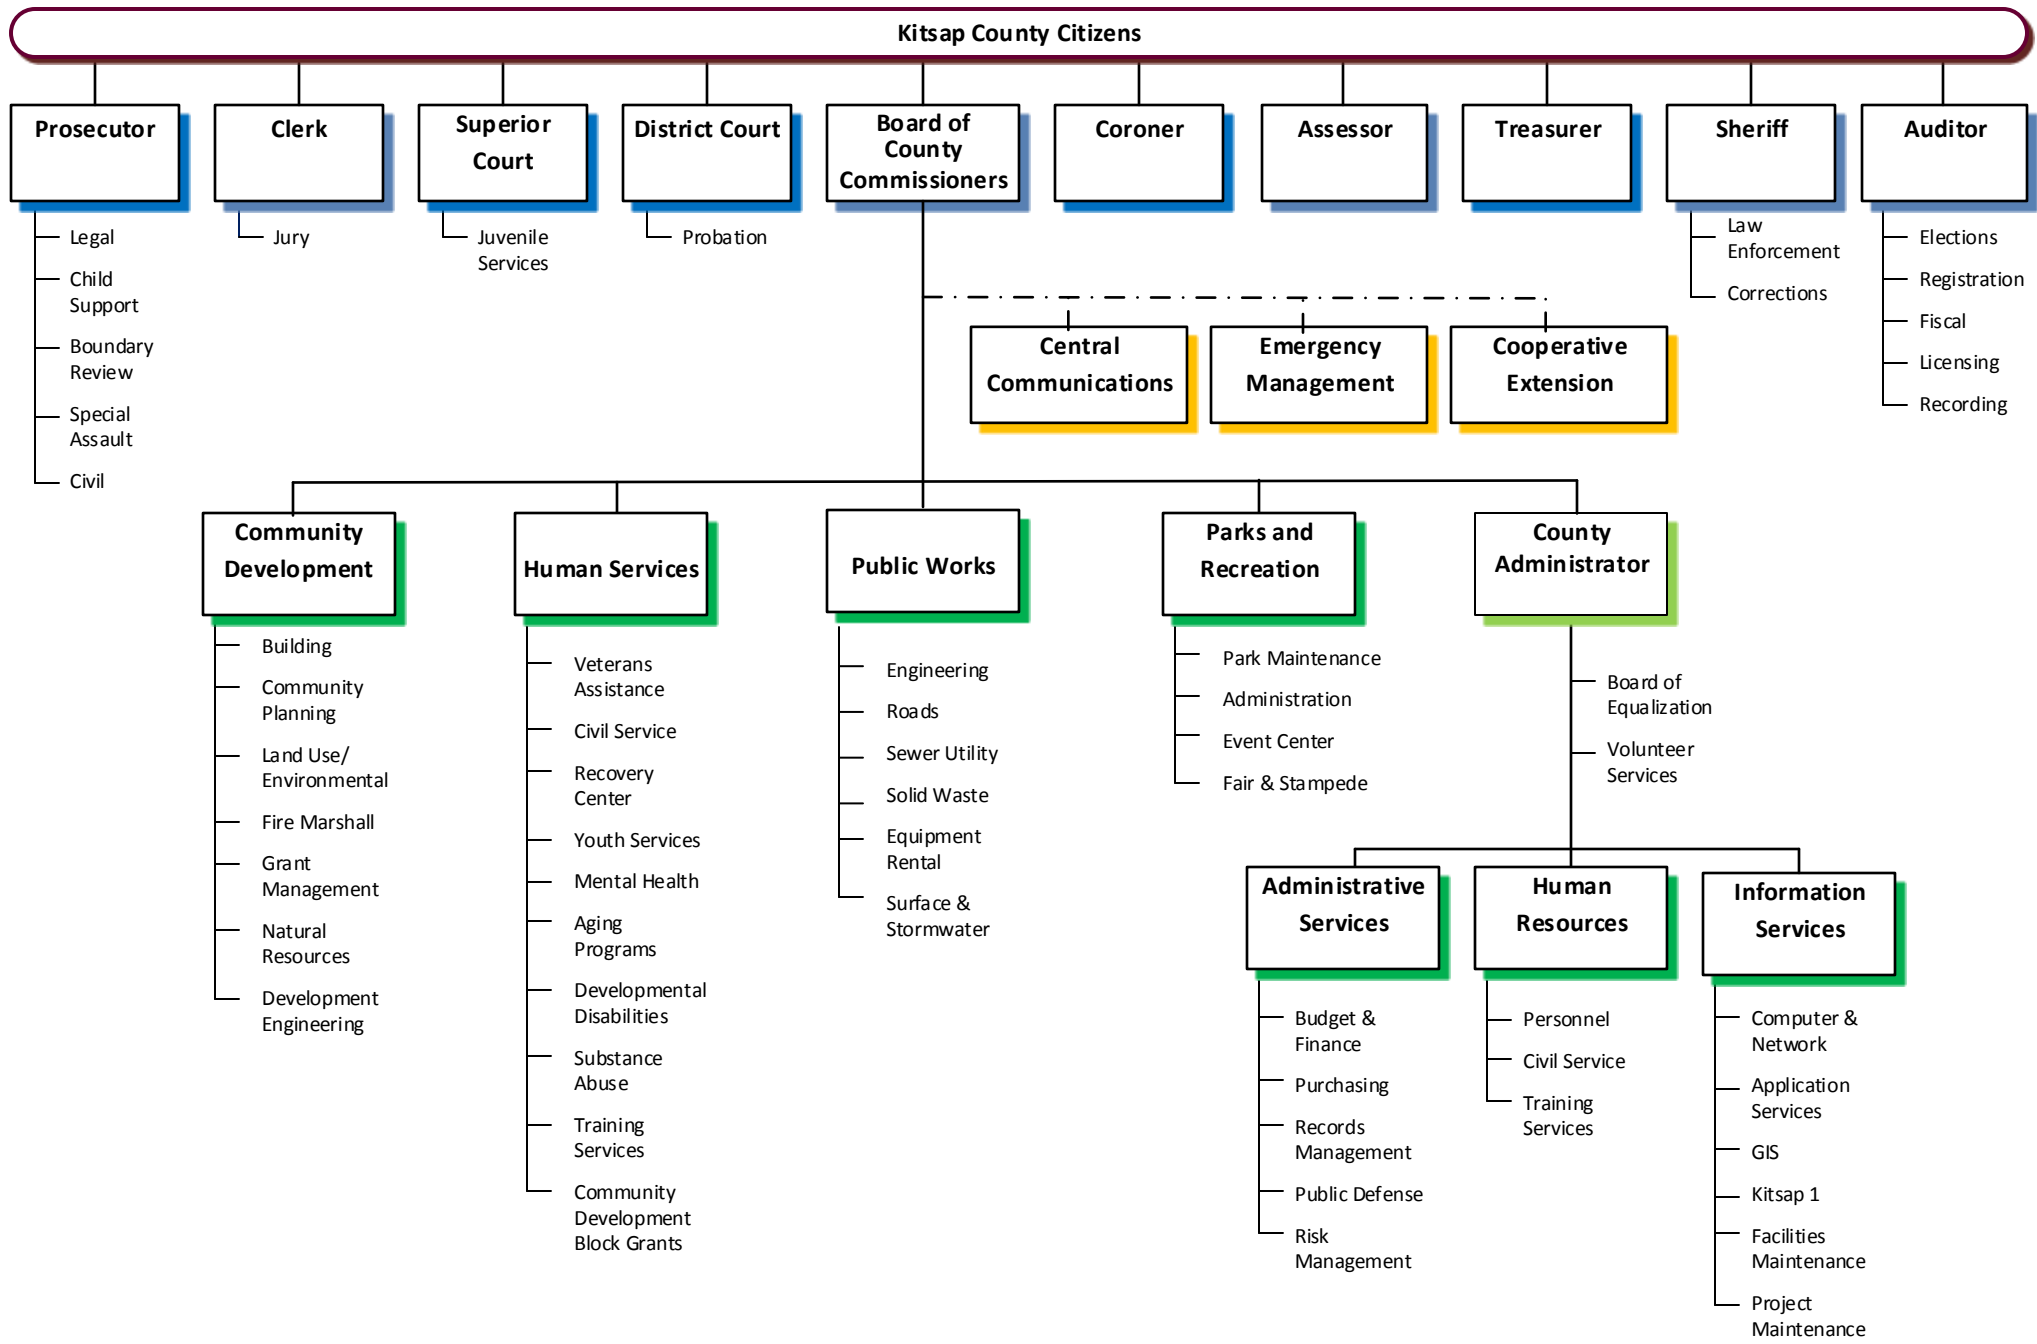 Kitsap County Citizens
Prosecutor
Legal
Child
Support
Boundary
Review
Special
Assault
Civil
Clerk
Jury
Superior
Court
Juvenile
Services
District Court
Probation
Board of
County
Commissioners
Coroner
Assessor
Treasurer
Sheriff
Law
Enforcement
Corrections
Auditor
Elections
Registration
Fiscal
Licensing
Recording
Central
Communications
Emergency
Management
Cooperative
Extension
Community
Development
Building
Community
Planning
Land Use/
Environmental
Fire Marshall
Grant
Management
Natural
Resources
Development
Engineering
Human Services
Veterans
Assistance
Civil Service
Recovery
Center
Youth Services
Mental Health
Aging
Programs
Developmental
Disabilities
Substance
Abuse
Training
Services
Community
Development
Block Grants
Public Works
Engineering
Roads
Sewer Utility
Solid Waste
Equipment
Rental
Surface &
Stormwater
Parks and
Recreation
Park Maintenance
Administration
Event Center
Fair & Stampede
County
Administrator
Board of
Equalization
Volunteer
Services
Administrative
Services
Budget &
Finance
Purchasing
Records
Management
Public Defense
Risk
Management
Human
Resources
Personnel
Civil Service
Training
Services
Information
Services
Computer &
Network
Application
Services
GIS
Kitsap 1
Facilities
Maintenance
Project
Maintenance